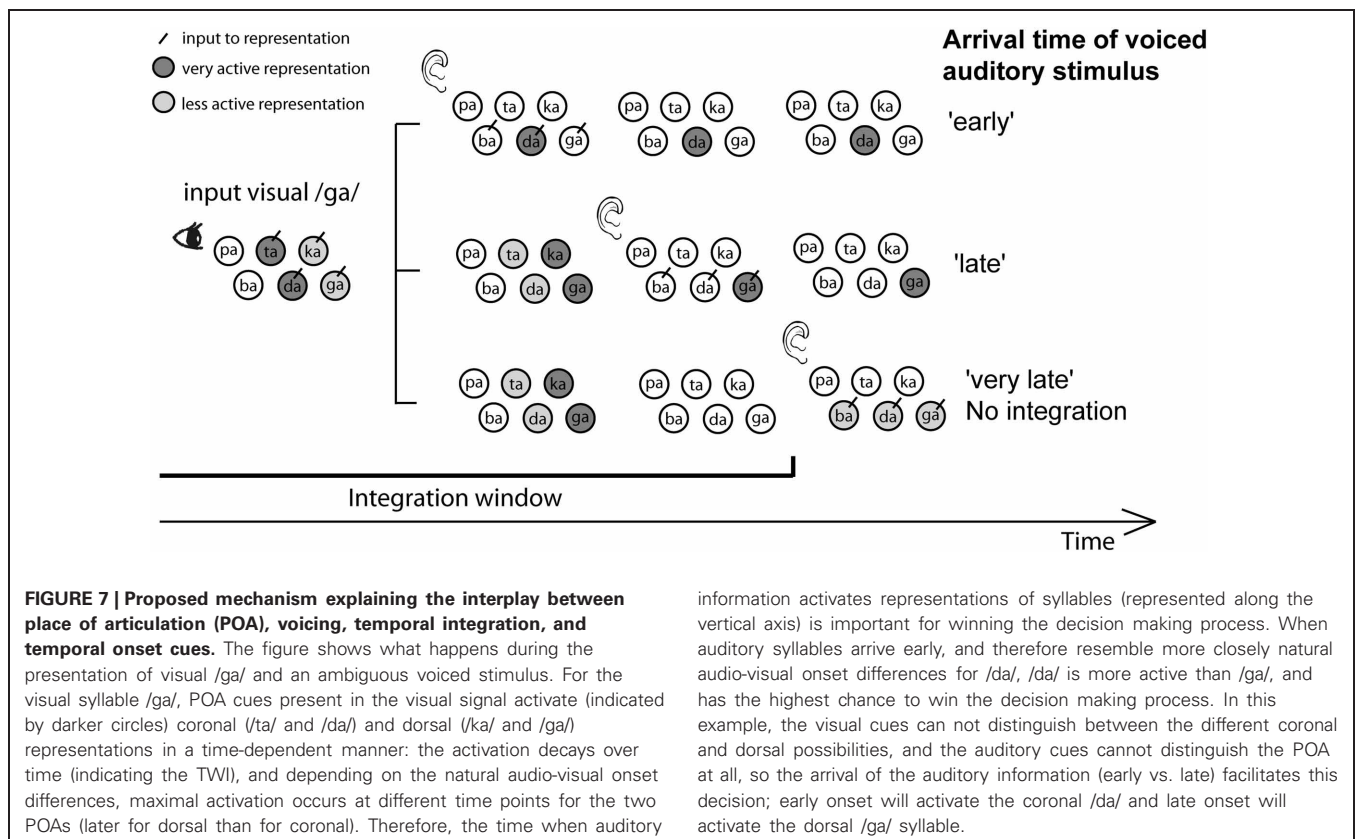 input to representation
very active representation
less active representation
Arrival time of voiced
auditory stimulus
pa ta ka
ba da ga
pa ta ka
ba da ga
pa ta ka
ba da ga
'early'
input visual /ga/
pa ta ka
ba da ga
pa ta ka
ba da ga
pa ta ka
ba da ga
pa ta ka
ba da ga
'late'
pa ta ka
ba da ga
pa ta ka
ba da ga
pa ta ka
ba da ga
'very late'
No integration
Integration window
Time
FIGURE 7 | Proposed mechanism explaining the interplay between
place of articulation (POA), voicing, temporal integration, and
temporal onset cues. The figure shows what happens during the
presentation of visual /ga/ and an ambiguous voiced stimulus. For the
visual syllable /ga/, POA cues present in the visual signal activate (indicated
by darker circles) coronal (/ta/ and /da/) and dorsal (/ka/ and /ga/)
representations in a time-dependent manner: the activation decays over
time (indicating the TWI), and depending on the natural audio-visual onset
differences, maximal activation occurs at different time points for the two
POAs (later for dorsal than for coronal). Therefore, the time when auditory
information activates representations of syllables (represented along the
vertical axis) is important for winning the decision making process. When
auditory syllables arrive early, and therefore resemble more closely natural
audio-visual onset differences for /da/, /da/ is more active than /ga/, and
has the highest chance to win the decision making process. In this
example, the visual cues can not distinguish between the different coronal
and dorsal possibilities, and the auditory cues cannot distinguish the POA
at all, so the arrival of the auditory information (early vs. late) facilitates this
decision; early onset will activate the coronal /da/ and late onset will
activate the dorsal /ga/ syllable.